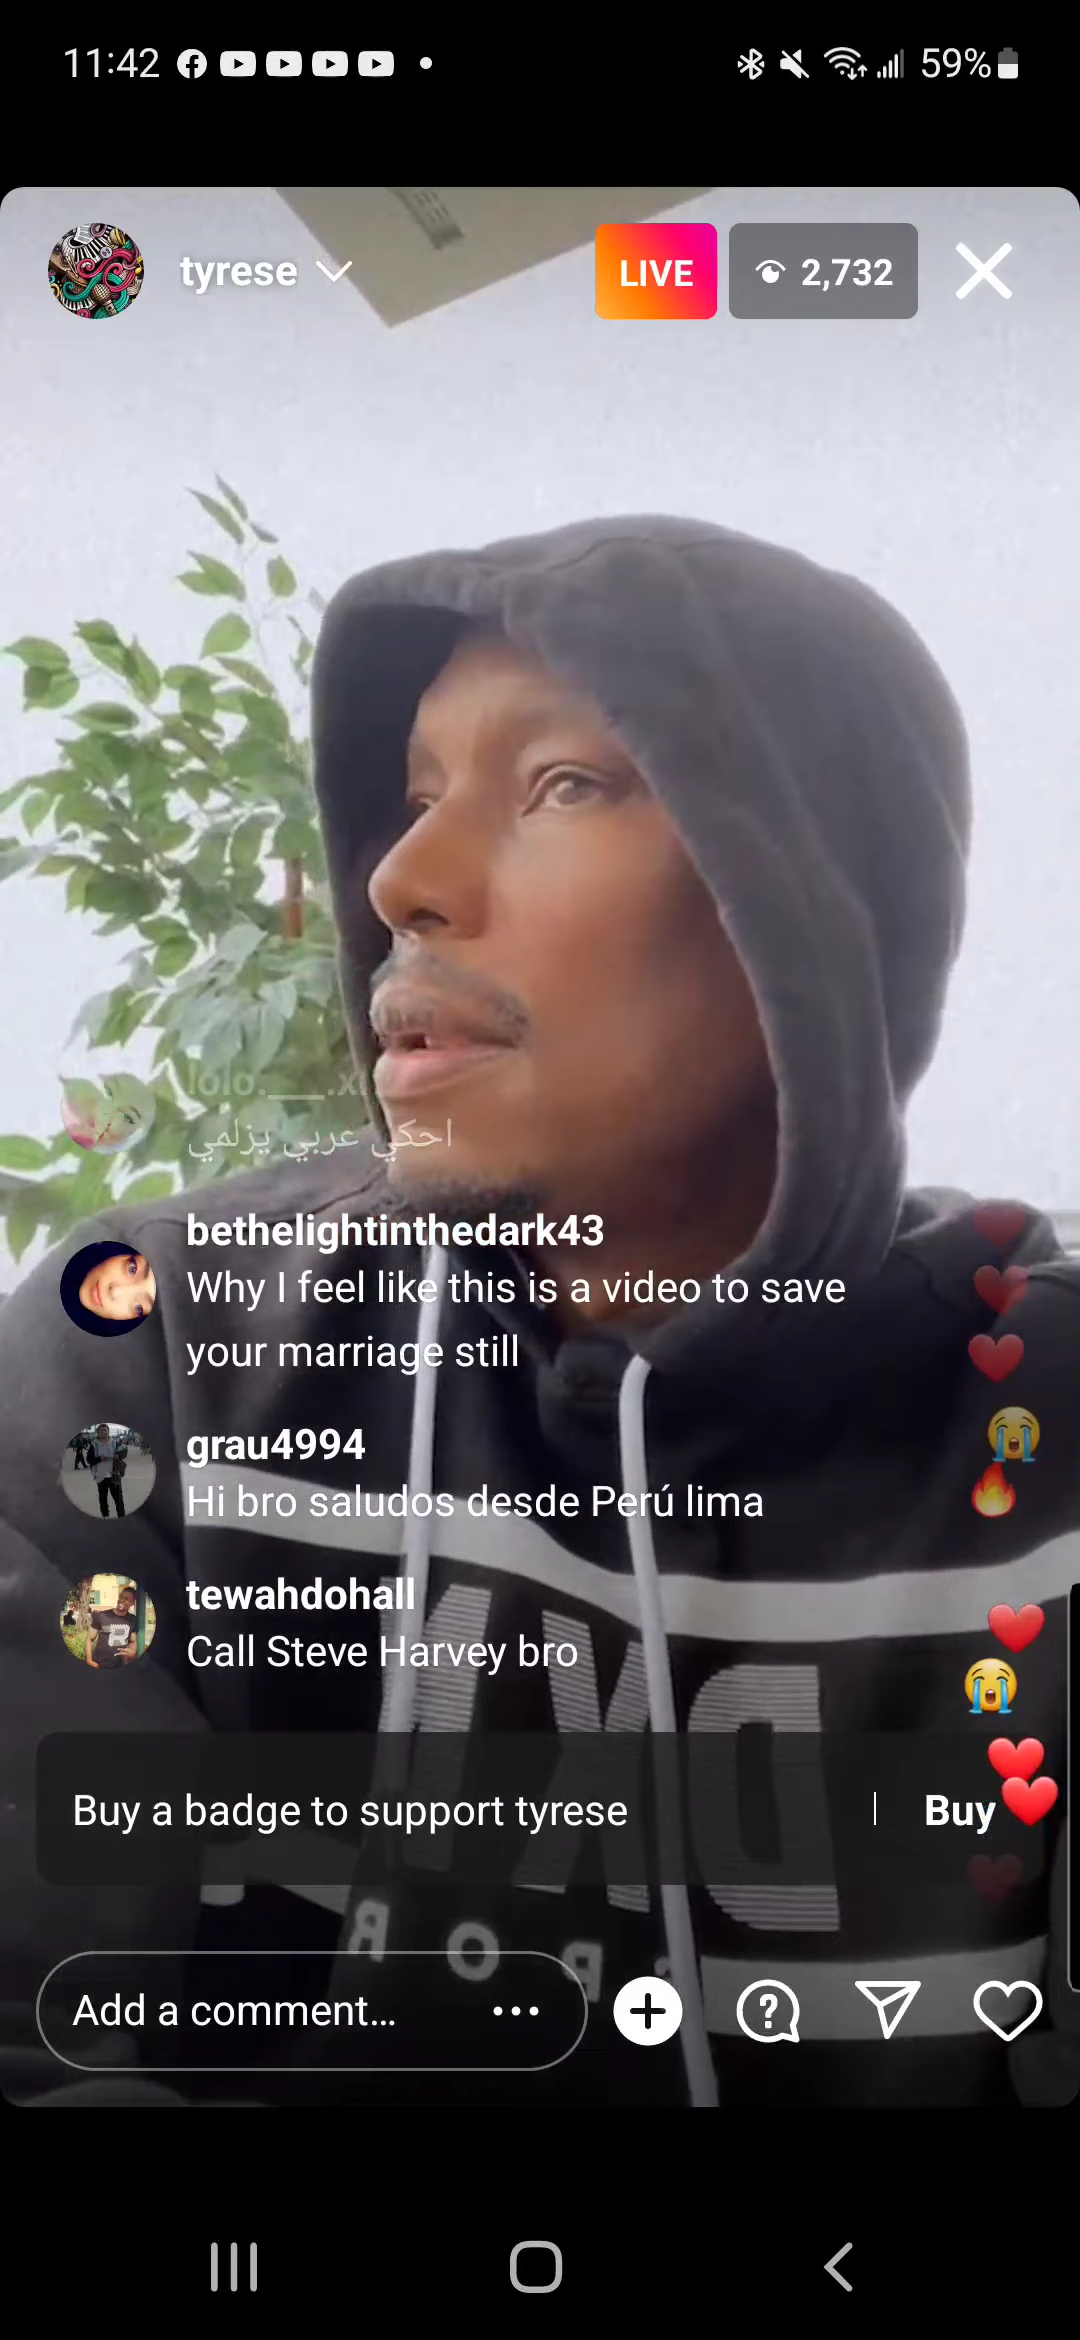 11:42
59%
tyrese
LIVE
2,732
احكي عربي يزلمي
bethelightinthedark43
Why I feel like this is a video to save
your marriage still
grau4994
Hi bro saludos desde Perú lima
tewahdohall
Call Steve Harvey bro
Buy a badge to support tyrese
Buy
Add a comment...